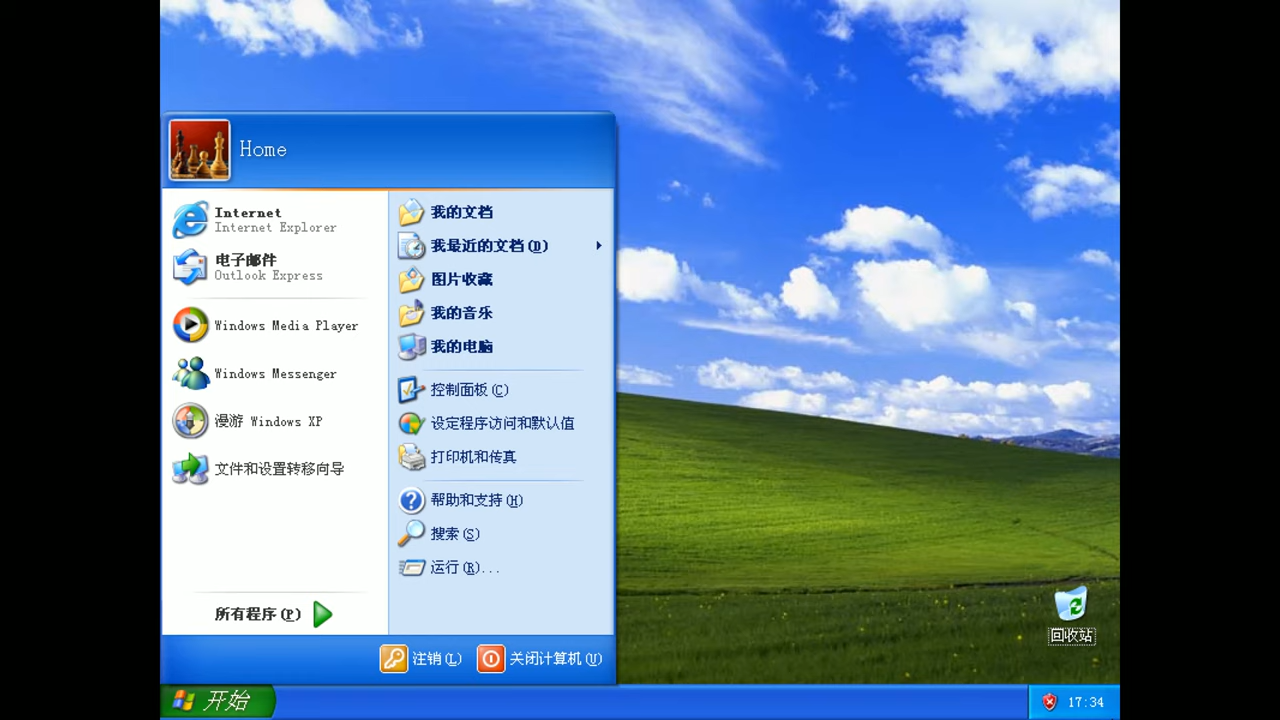 Home
Internet
Internet Explorer
电子邮件
Outlook Express
Windows Media Player
Windows Messenger
漫游 Windows XP
文件和设置转移向导
所有程序(P)
我的文档
我最近的文档(D)
图片收藏
我的音乐
我的电脑
控制面板(C)
设定程序访问和默认值
打印机和传真
帮助和支持(H)
搜索(S)
运行(R)...
注销(L)
关闭计算机(U)
回收站
开始
17:34